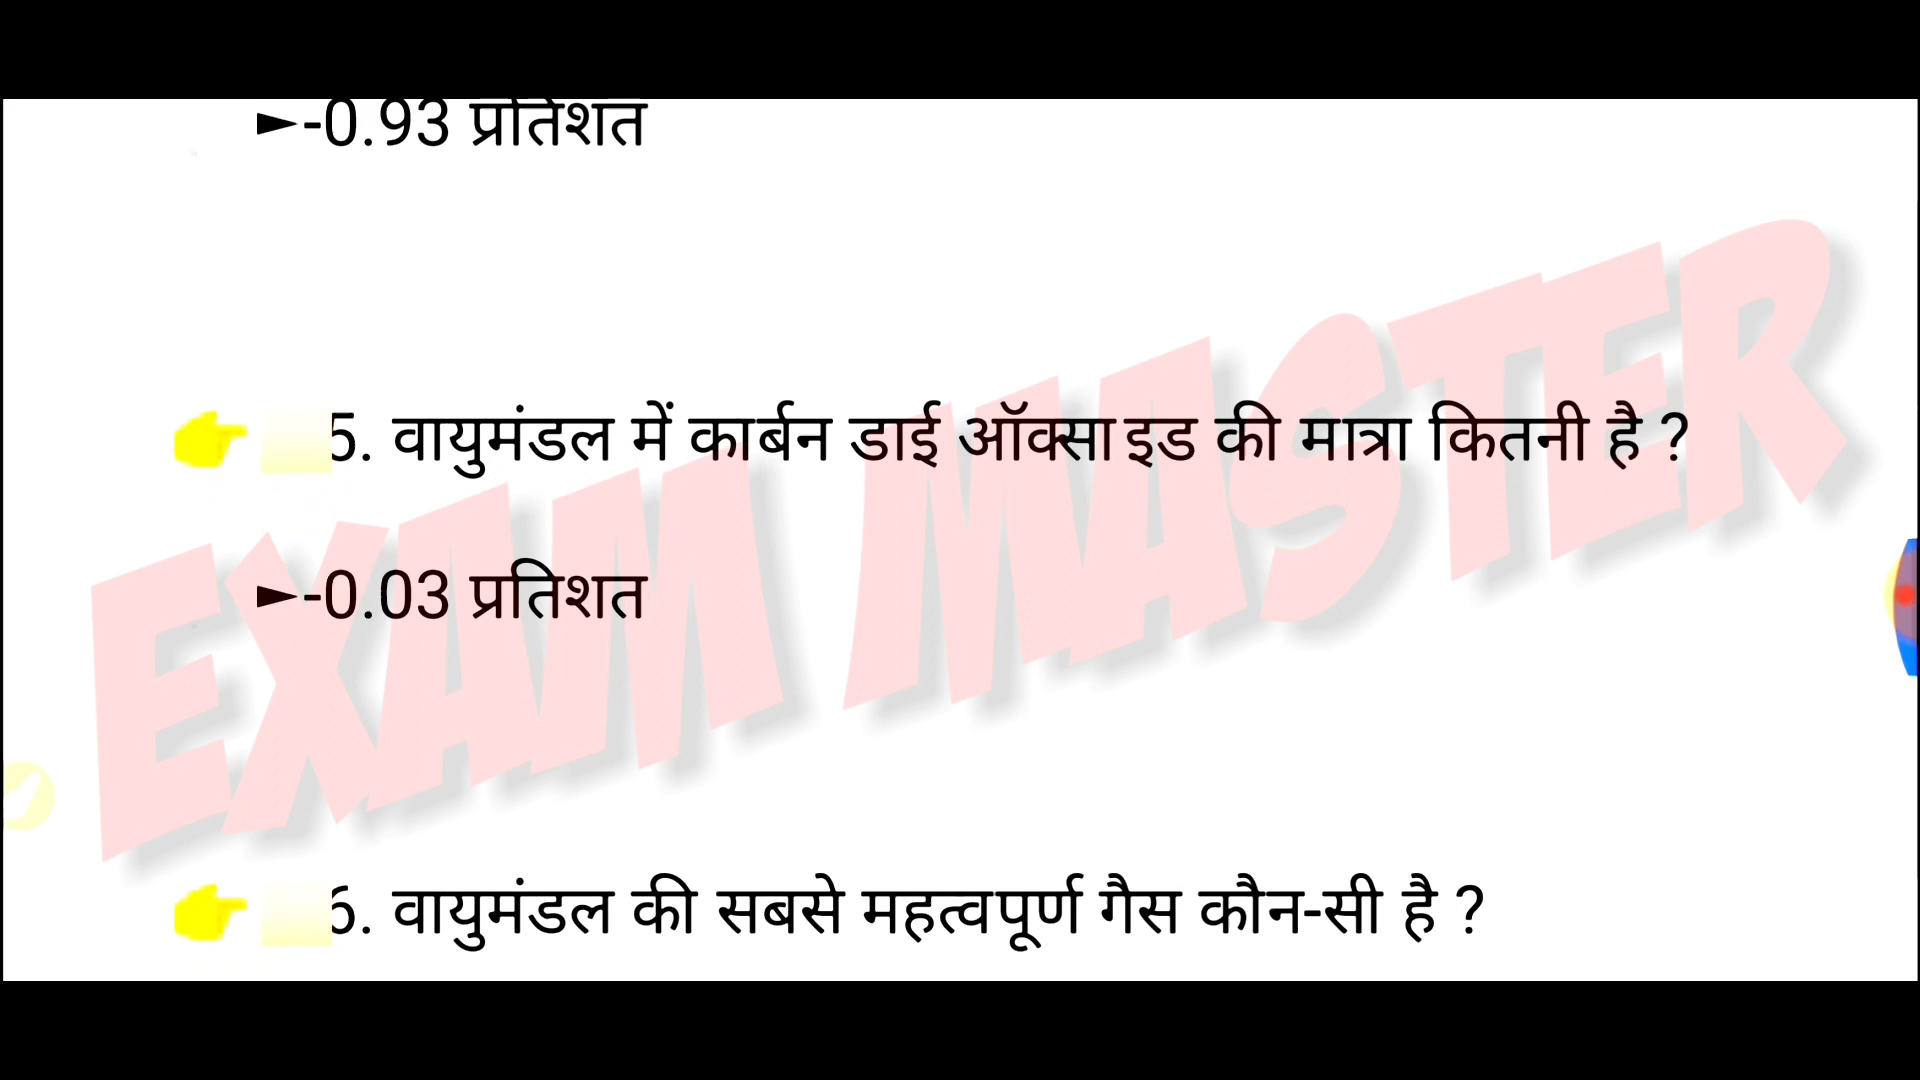 ►-0.93 प्रतिशत
5. वायुमंडल में कार्बन डाई ऑक्साइड की मात्रा कितनी है ?
►-0.03 प्रतिशत
6. वायुमंडल की सबसे महत्वपूर्ण गैस कौन-सी है ?
EXAM MASTER